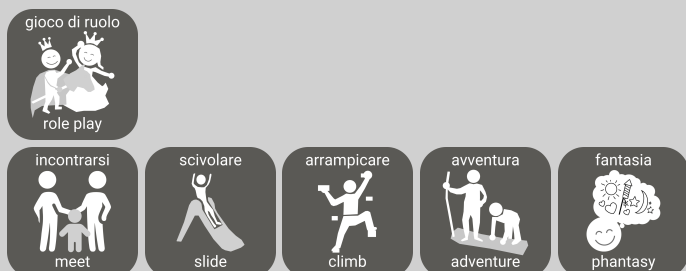 gioco di ruolo
role play
incontrarsi
meet
scivolare
slide
arrampicare
climb
avventura
adventure
fantasia
phantasy